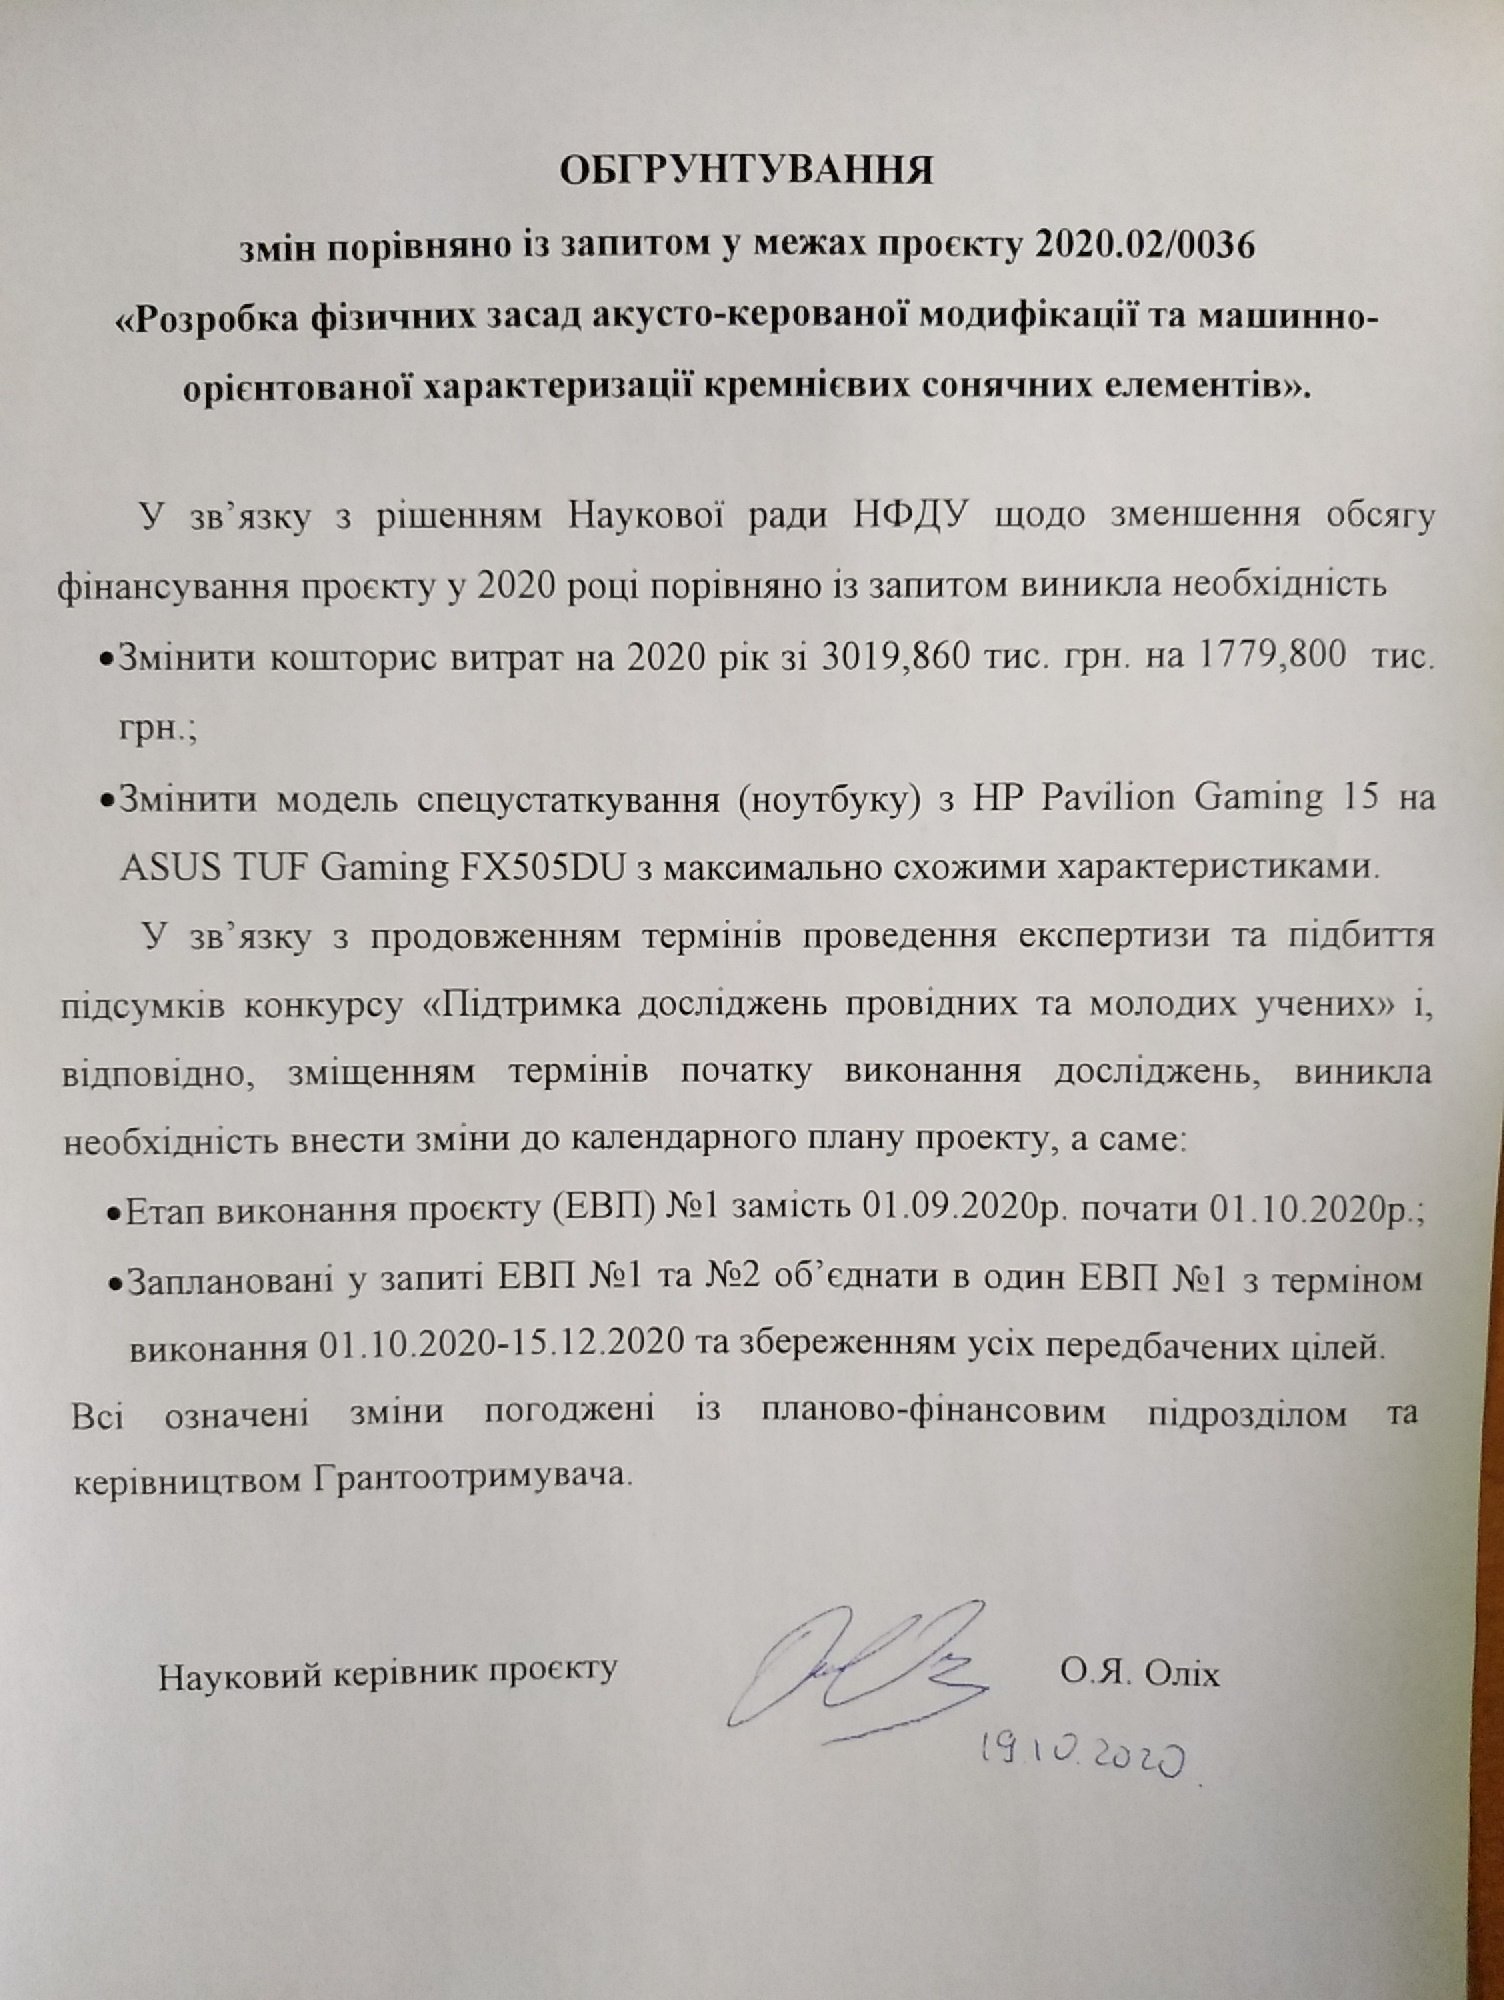 ОБГРУНТУВАННЯ
змін порівняно із запитом у межах проєкту 2020.02/0036
«Розробка фізичних засад акусто-керованої модифікації та машинно-
орієнтованої характеризації кремнієвих сонячних елементів».
У зв’язку з рішенням Наукової ради НФДУ щодо зменшення обсягу
фінансування проєкту у 2020 році порівняно із запитом виникла необхідність
•Змінити кошторис витрат на 2020 рік зі 3019,860 тис. грн. на 1779,800 тис.
грн.;
•Змінити модель спецустаткування (ноутбуку) з HP Pavilion Gaming 15 на
ASUS TUF Gaming FX505DU з максимально схожими характеристиками.
У зв’язку з продовженням термінів проведення експертизи та підбиття
підсумків конкурсу «Підтримка досліджень провідних та молодих учених» і,
відповідно, зміщенням термінів початку виконання досліджень, виникла
необхідність внести зміни до календарного плану проекту, а саме:
•Етап виконання проєкту (ЕВП) №1 замість 01.09.2020р. почати 01.10.2020р.;
•Заплановані у запиті ЕВП №1 та №2 об’єднати в один ЕВП №1 з терміном
виконання 01.10.2020-15.12.2020 та збереженням усіх передбачених цілей.
Всі означені зміни погоджені із планово-фінансовим підрозділом та
керівництвом Грантоотримувача.
Науковий керівник проєкту О.Я. Оліх
19.10.2020.